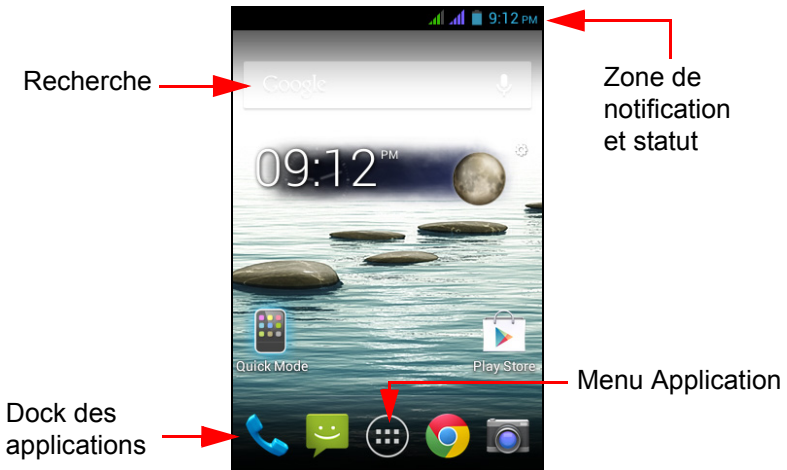 9:12 PM
Recherche
Google
Zone de
notification
et statut
09:12 PM
Quick Mode
Play Store
Menu Application
Dock des
applications